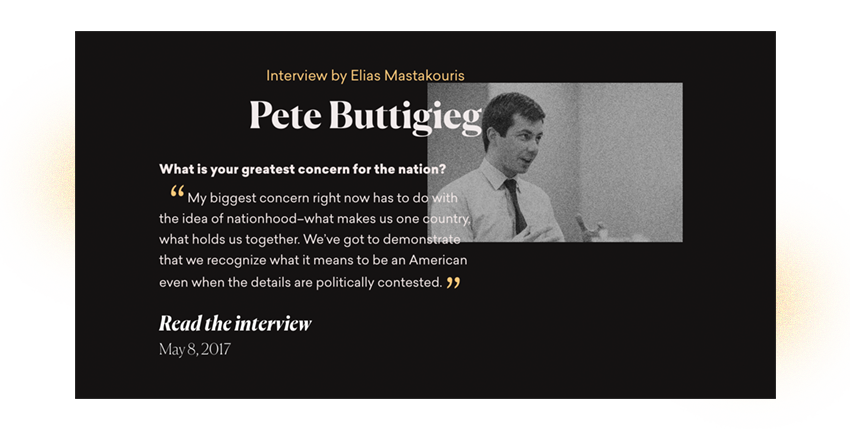 Interview by Elias Mastakouris
Pete Buttigieg
What is your greatest concern for the nation?
“ My biggest concern right now has to do with
the idea of nationhood–what makes us one country,
what holds us together. We’ve got to demonstrate
that we recognize what it means to be an American
even when the details are politically contested. ”
Read the interview
May 8, 2017